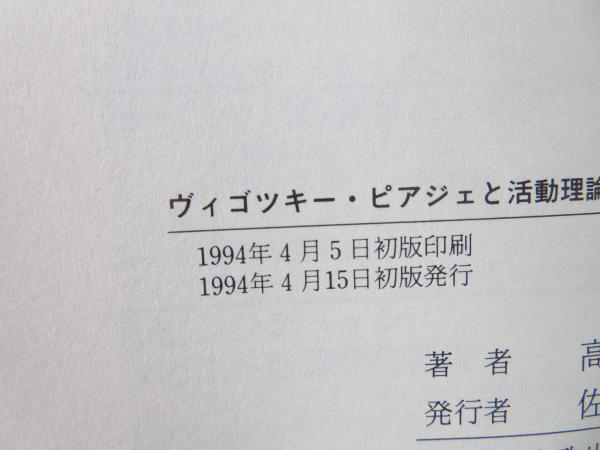 ヴィゴツキー・ピアジェと活動理論
1994年4月5日初版印刷
1994年4月15日初版発行
著者 高
発行者 佐